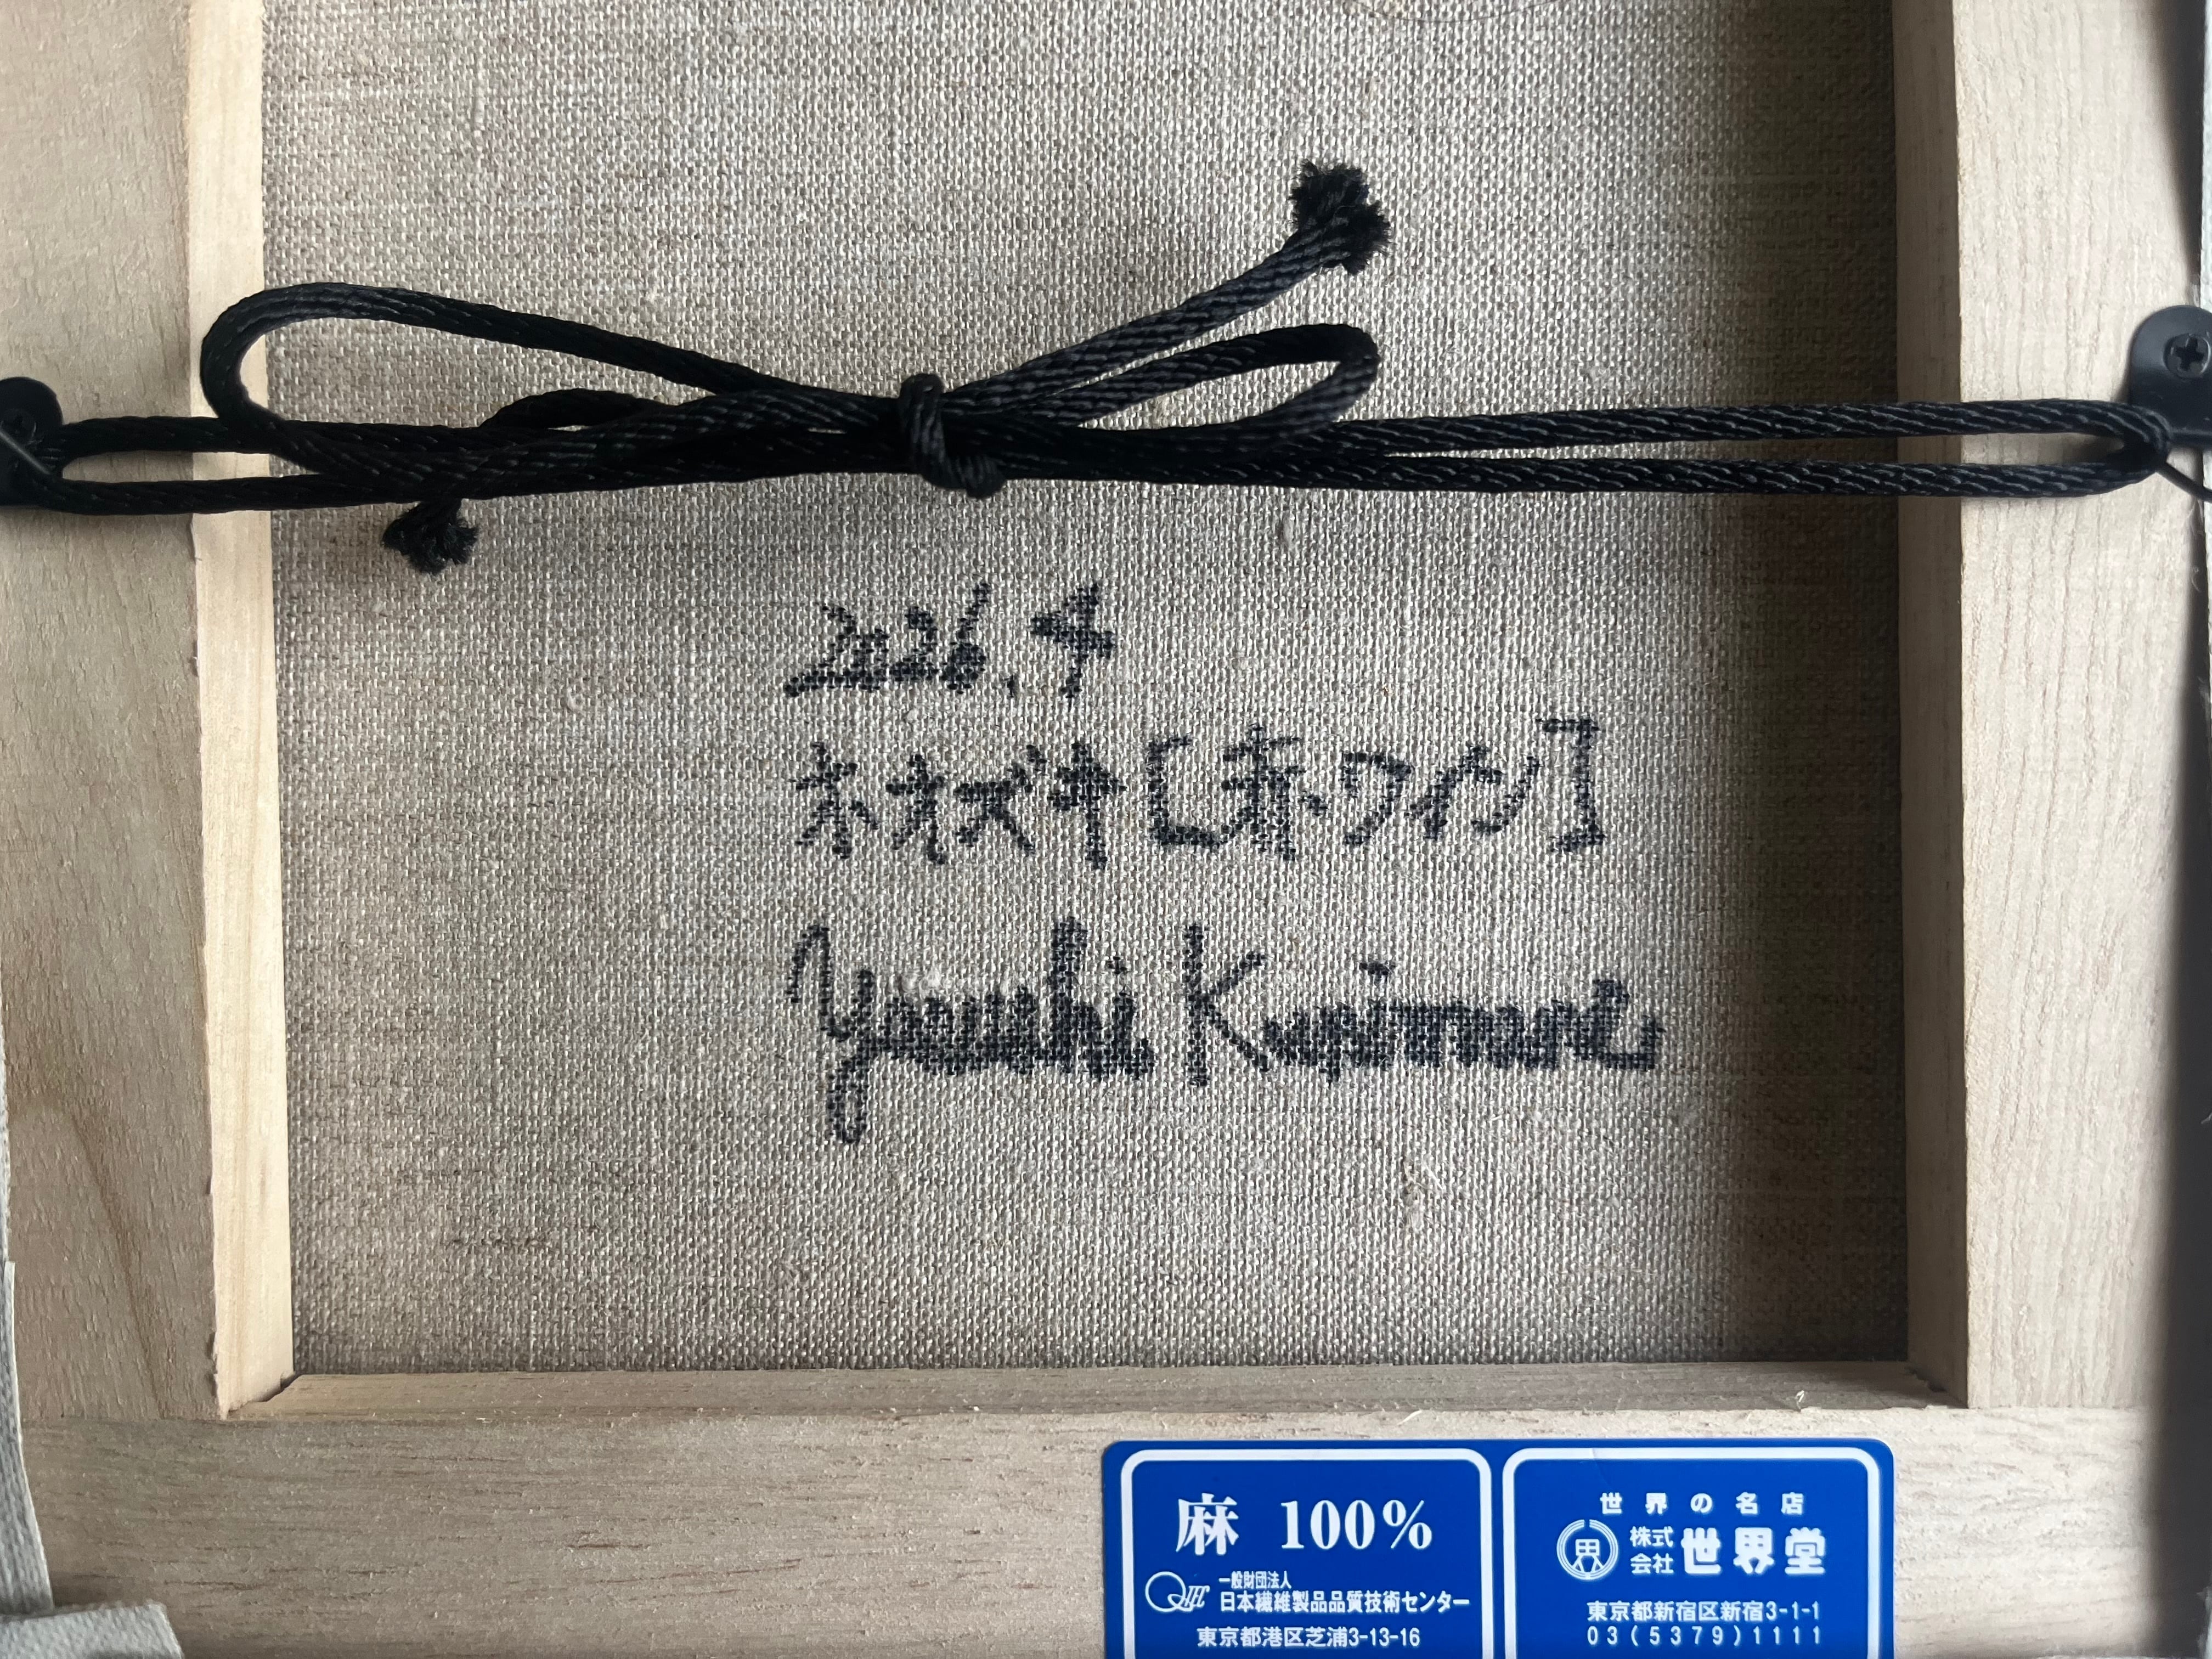 2026.4
ホオズキ[赤ワイン]
麻 100%
QTEC 一般財団法人
日本繊維製品品質技術センター
東京都港区芝浦3-13-16
世界の名店
株式会社 世界堂
東京都新宿区新宿3-1-1
03(5379)1111